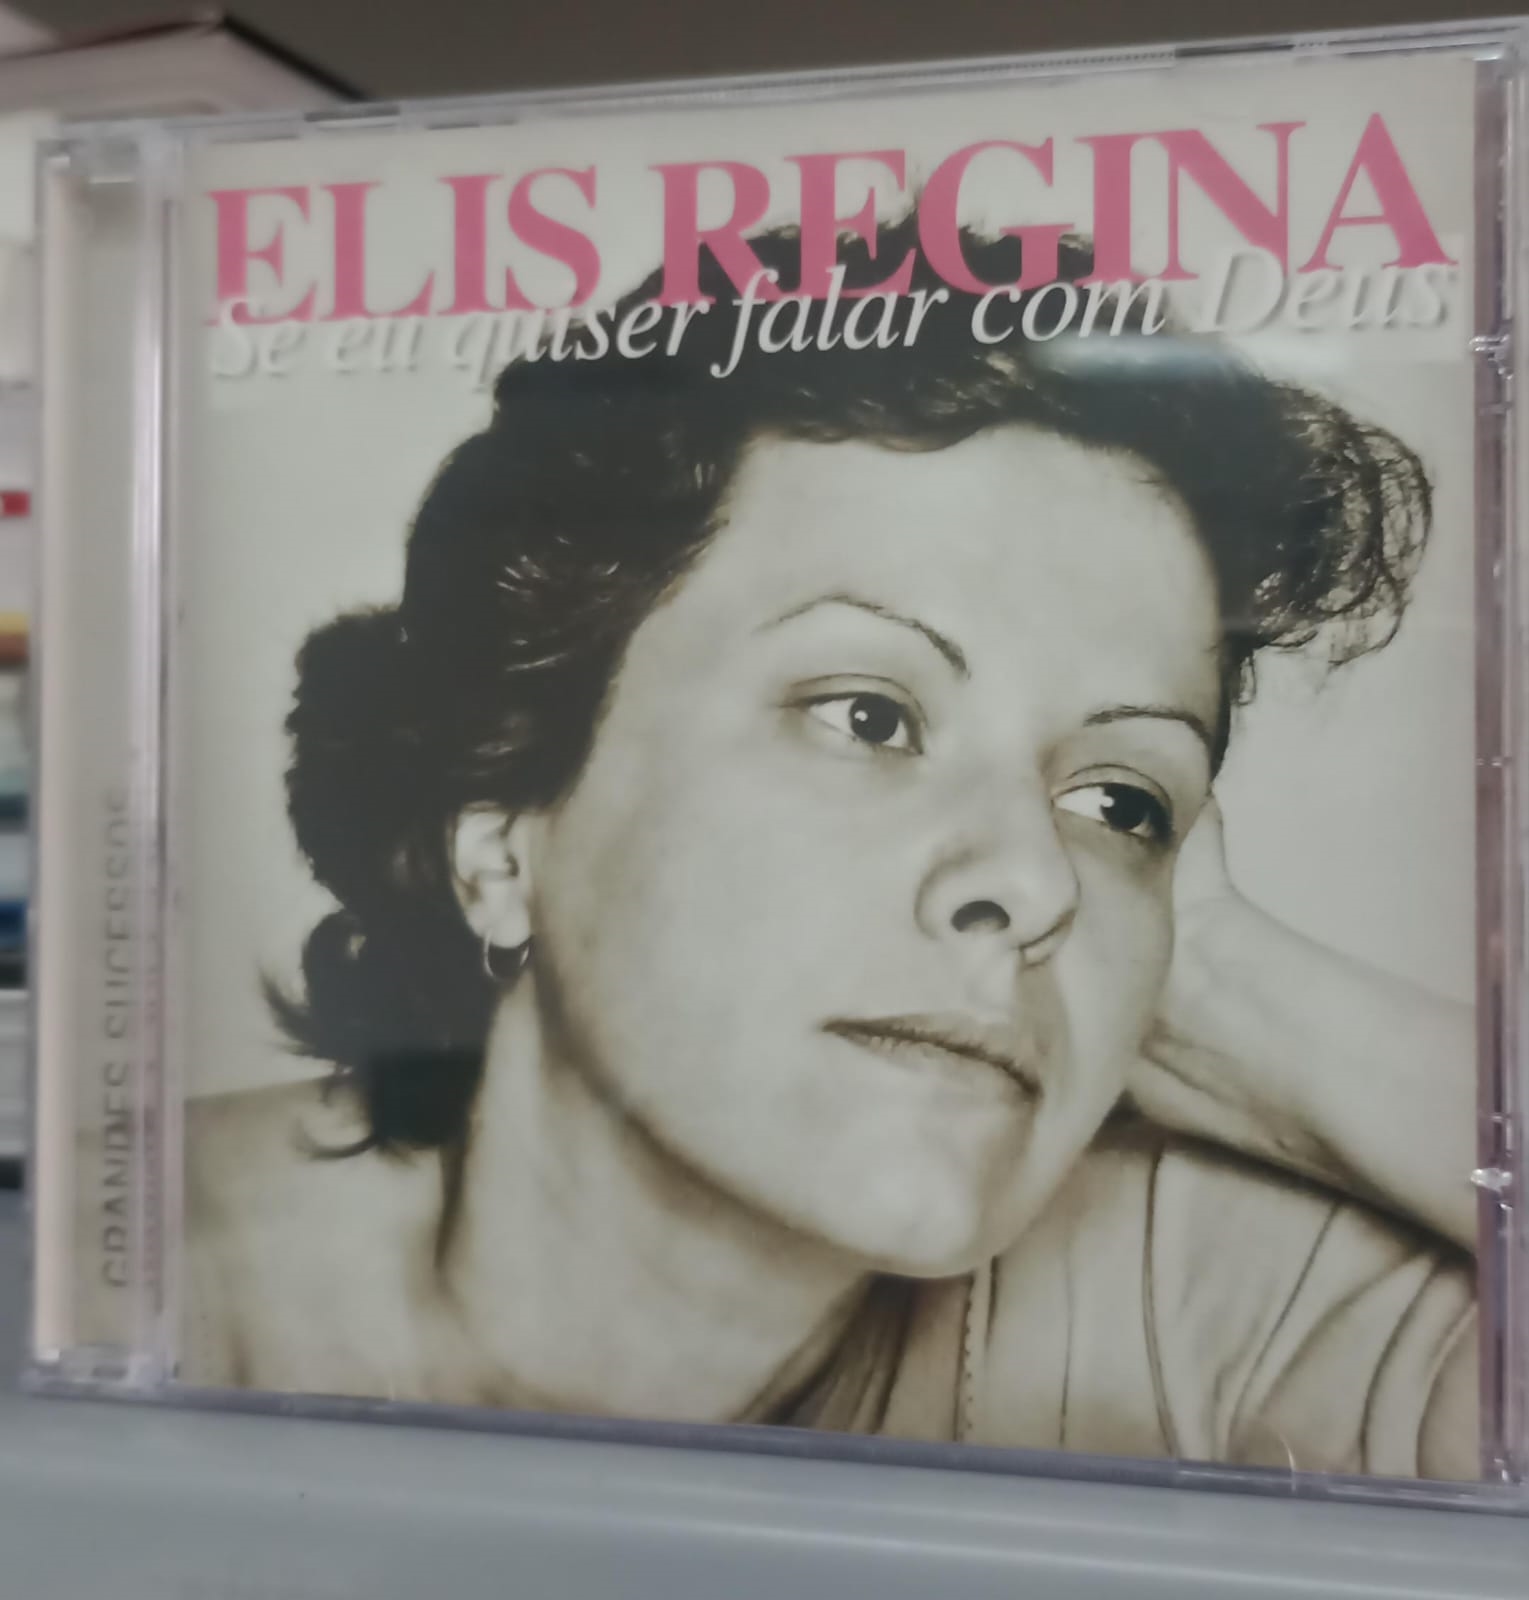 ELIS REGINA
Se eu quiser falar com Deus
GRANDES SUCESSOS